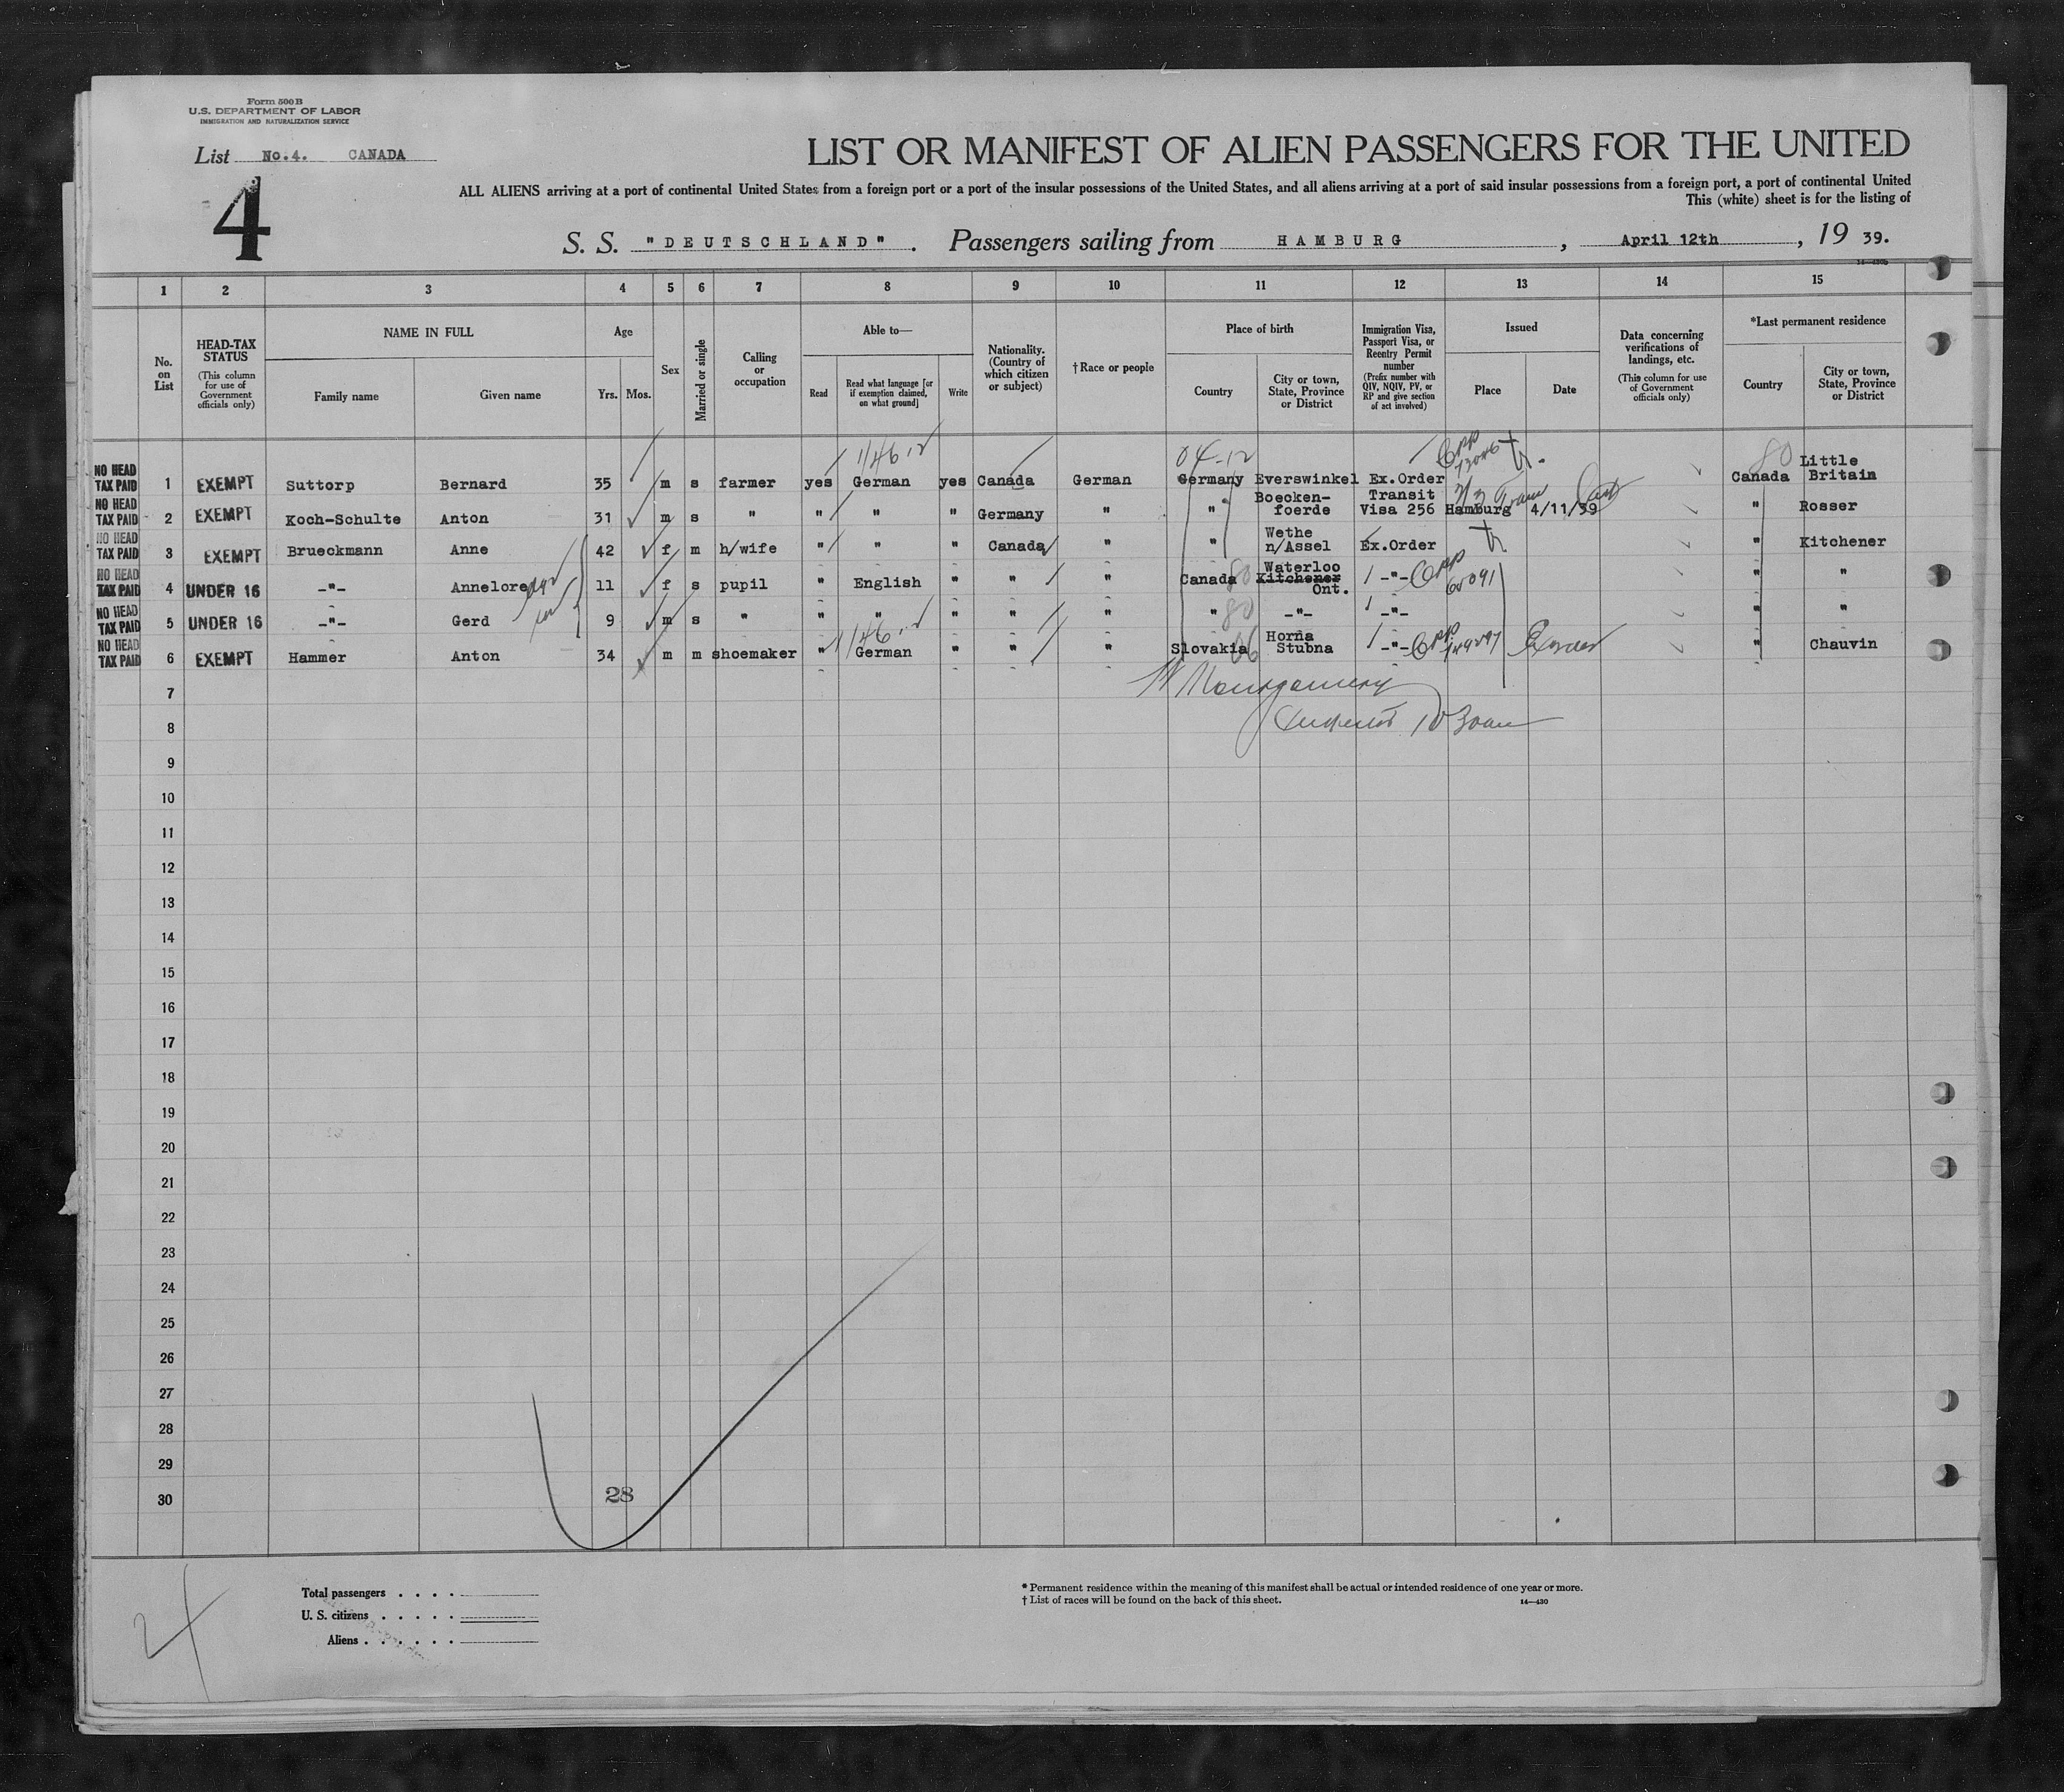 Form 500 B
U.S. DEPARTMENT OF LABOR
IMMIGRATION AND NATURALIZATION SERVICE
List No.4. CANADA
4
LIST OR MANIFEST OF ALIEN PASSENGERS FOR THE UNITED
ALL ALIENS arriving at a port of continental United States from a foreign port or a port of the insular possessions of the United States, and all aliens arriving at a port of said insular possessions from a foreign port, a port of continental United
This (white) sheet is for the listing of
S. S. "DEUTSCHLAND". Passengers sailing from HAMBURG, April 12th, 19 39.
1 2 3 4 5 6 7 8 9 10 11 12 13 14 15
No. on List
HEAD-TAX STATUS
(This column for use of Government officials only)
NAME IN FULL
Family name
Given name
Age
Yrs. Mos.
Sex
Married or single
Calling or occupation
Able to—
Read
Read what language [or if exemption claimed, on what ground]
Write
Nationality. (Country of which citizen or subject)
† Race or people
Place of birth
Country
City or town, State, Province or District
Immigration Visa, Passport Visa, or Reentry Permit number
(Prefix number with QIV, NQIV, PV, or RP and give section of act involved)
Issued
Place
Date
Data concerning verifications of landings, etc.
(This column for use of Government officials only)
*Last permanent residence
Country
City or town, State, Province or District
NO HEAD TAX PAID 1 EXEMPT Suttorp Bernard 35 m s farmer yes German yes Canada German Germany Everswinkel Ex.Order Canada Little Britain
NO HEAD TAX PAID 2 EXEMPT Koch-Schulte Anton 31 m s " " " " Germany " " Boecken-foerde Transit Visa 256 Hamburg 4/11/39 " Rosser
NO HEAD TAX PAID 3 EXEMPT Brueckmann Anne 42 f m h/wife " " " Canada " " Wethe n/Assel Ex.Order " Kitchener
NO HEAD TAX PAID 4 UNDER 16 -"- Annelore 11 f s pupil " English " " " Canada Waterloo Kitchener Ont. -"- 65091 " "
NO HEAD TAX PAID 5 UNDER 16 -"- Gerd 9 m s " " " " " " " -"- -"- " "
NO HEAD TAX PAID 6 EXEMPT Hammer Anton 34 m m shoemaker " German " " " Slovakia Horna Stubna -"- " Chauvin
7
8
9
10
11
12
13
14
15
16
17
18
19
20
21
22
23
24
25
26
27
28
29
30
28
Total passengers . . . .
U. S. citizens . . . . .
Aliens . . . . . .
* Permanent residence within the meaning of this manifest shall be actual or intended residence of one year or more.
† List of races will be found on the back of this sheet.
14—430